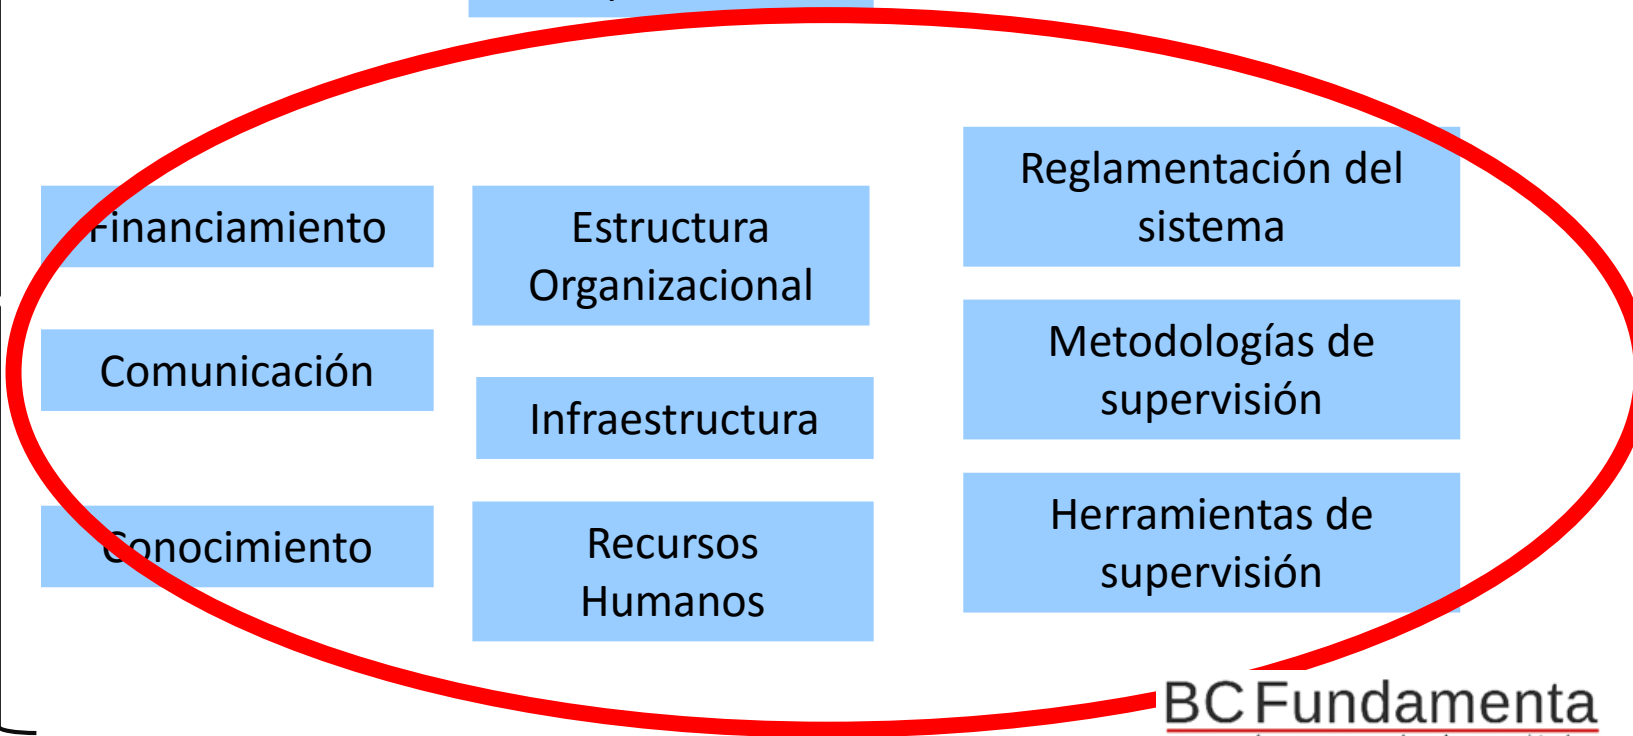 Financiamiento
Comunicación
Conocimiento
Estructura
Organizacional
Infraestructura
Recursos
Humanos
Reglamentación del
sistema
Metodologías de
supervisión
Herramientas de
supervisión
BC Fundamenta